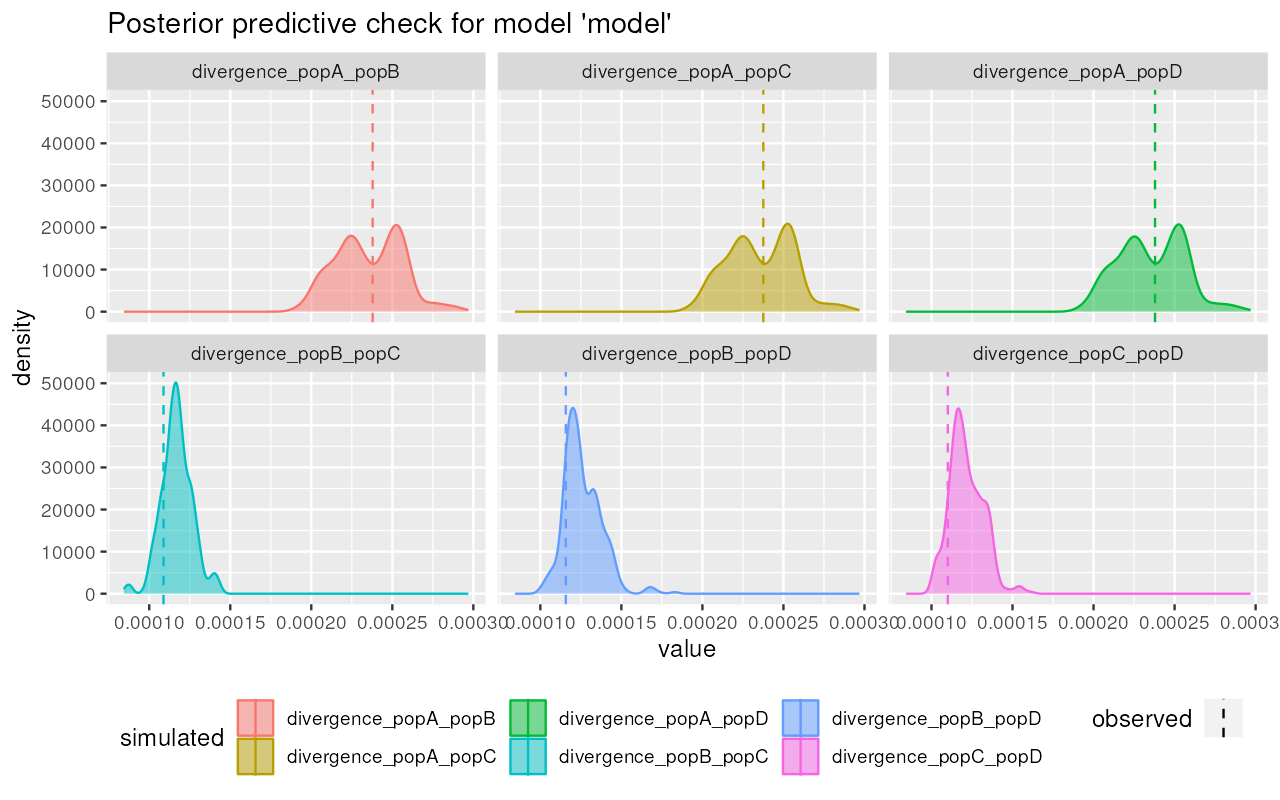 Posterior predictive check for model 'model'
divergence_popA_popB divergence_popA_popC divergence_popA_popD
50000
40000
30000
20000
10000
0
density
divergence_popB_popC divergence_popB_popD divergence_popC_popD
50000
40000
30000
20000
10000
0
0.00010 0.00015 0.00020 0.00025 0.00030 0.00010 0.00015 0.00020 0.00025 0.00030 0.00010 0.00015 0.00020 0.00025 0.0003
value
simulated
divergence_popA_popB divergence_popA_popD divergence_popB_popD
divergence_popA_popC divergence_popB_popC divergence_popC_popD
observed